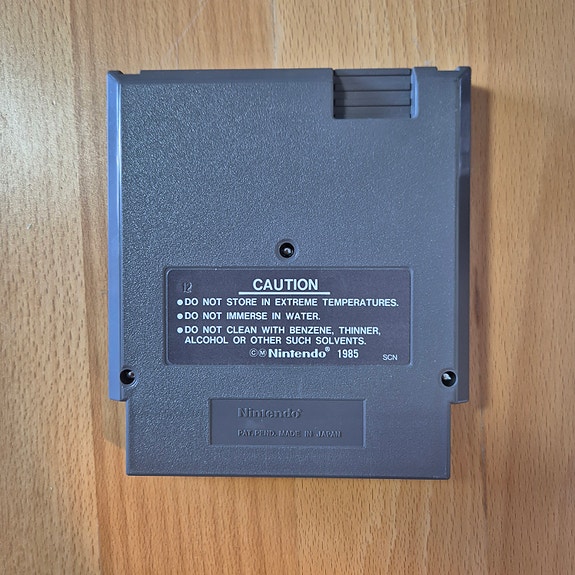 12
CAUTION
●DO NOT STORE IN EXTREME TEMPERATURES.
●DO NOT IMMERSE IN WATER.
●DO NOT CLEAN WITH BENZENE, THINNER,
ALCOHOL OR OTHER SUCH SOLVENTS.
©Ⓜ Nintendo® 1985 SCN
Nintendo®
PAT. PEND. MADE IN JAPAN